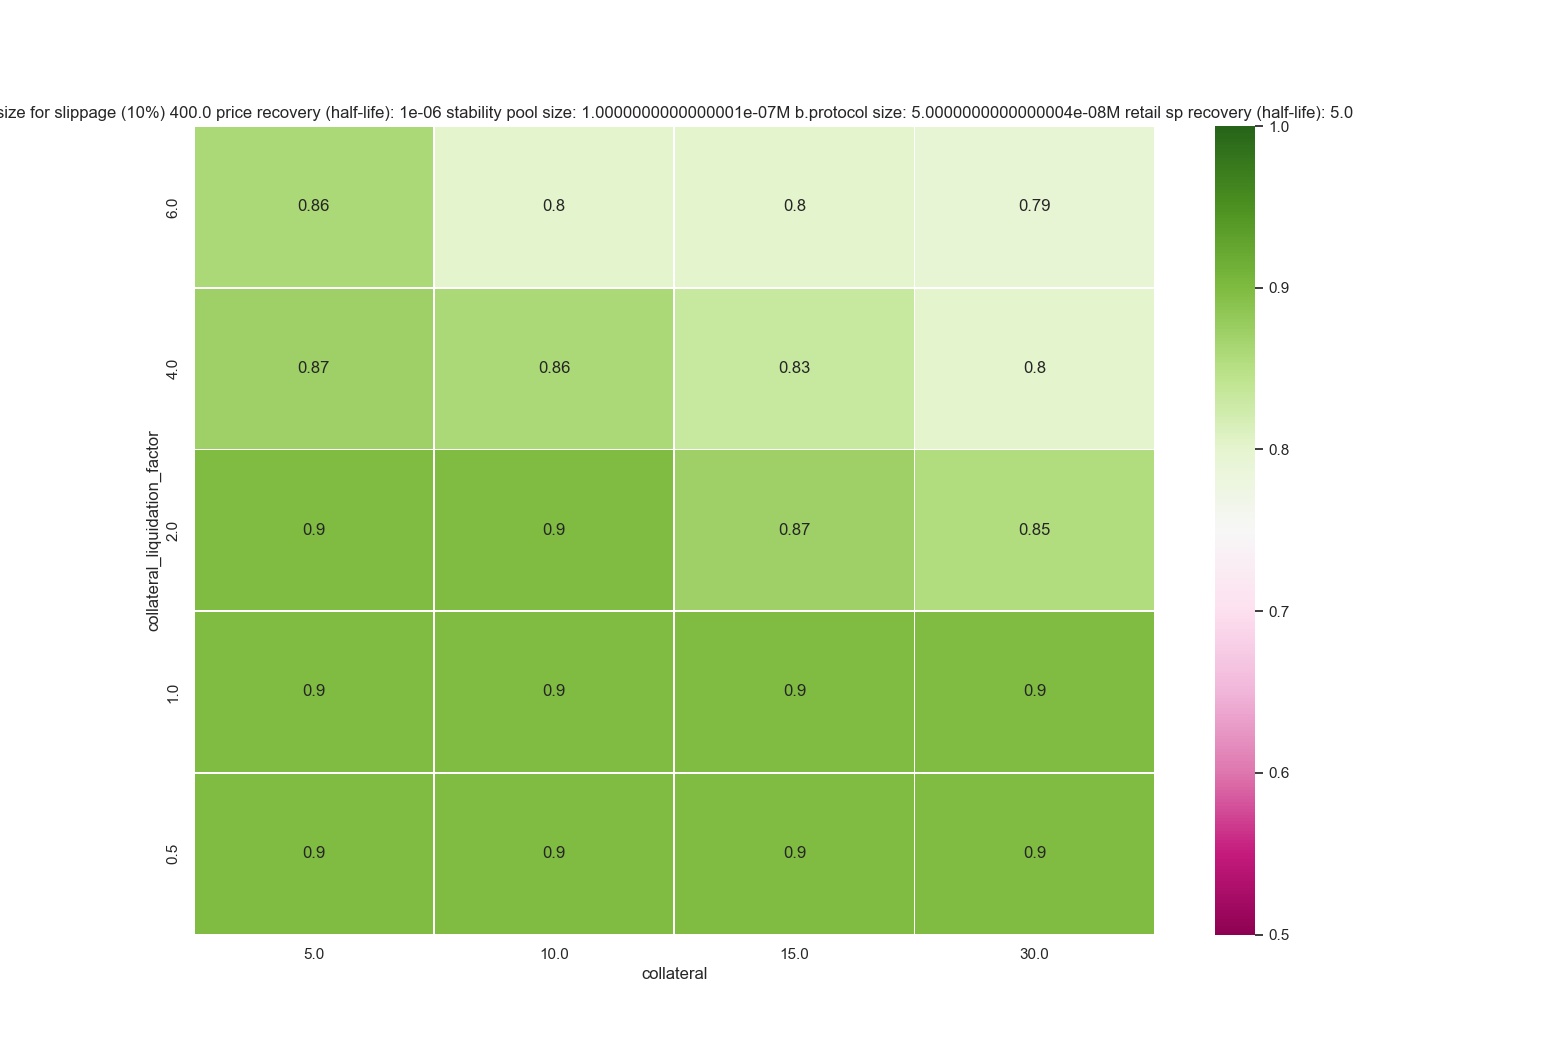 size for slippage (10%) 400.0 price recovery (half-life): 1e-06 stability pool size: 1.0000000000000001e-07M b.protocol size: 5.0000000000000004e-08M retail sp recovery (half-life): 5.0
1.0
6.0 0.86 0.8 0.8 0.79
0.9
4.0 0.87 0.86 0.83 0.8
0.8
collateral_liquidation_factor
2.0 0.9 0.9 0.87 0.85
0.7
1.0 0.9 0.9 0.9 0.9
0.6
0.5 0.9 0.9 0.9 0.9
0.5
5.0 10.0 15.0 30.0
collateral